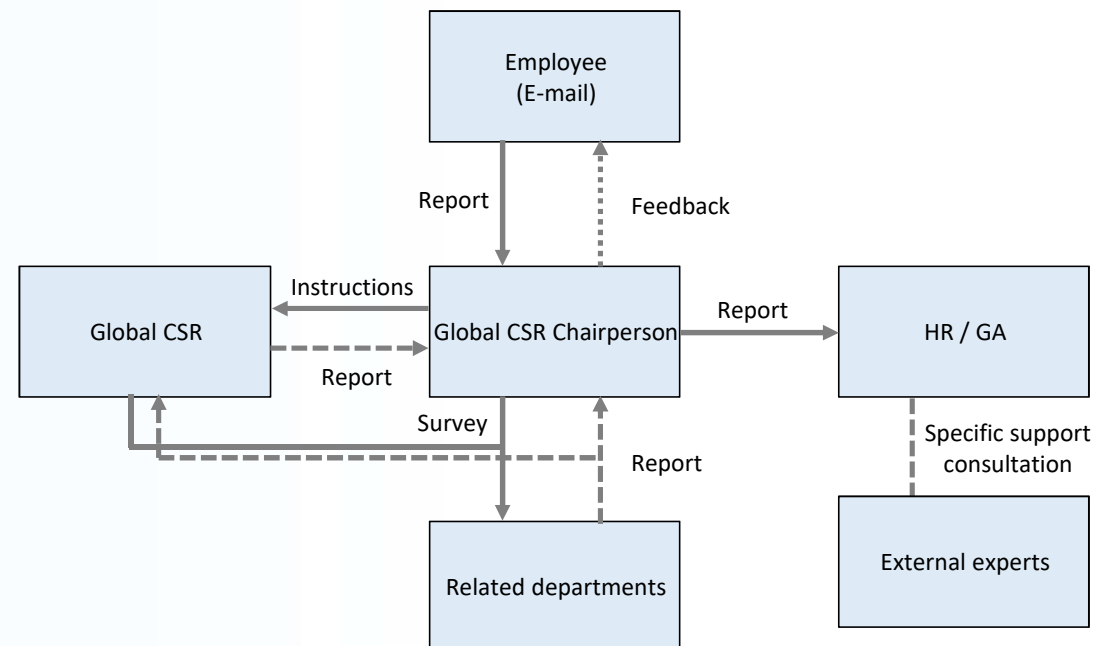 Employee
(E-mail)
Report
Feedback
Instructions
Global CSR
Global CSR Chairperson
Report
HR / GA
Report
Survey
Report
Specific support
consultation
Related departments
External experts